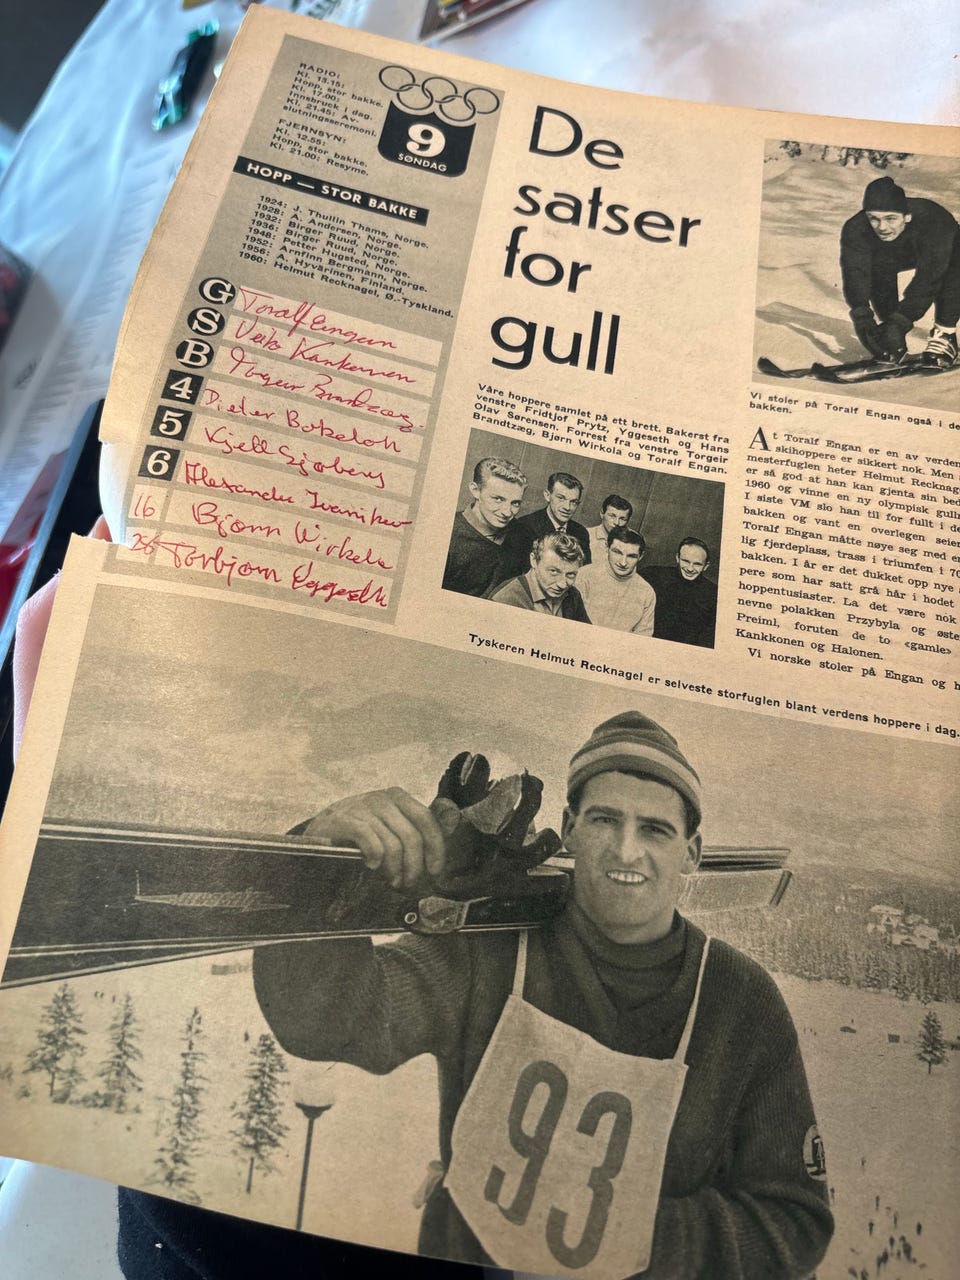 RADIO:
Kl. 13.15:
Hopp, stor bakke.
Kl. 17.00:
Innsbruck i dag.
Kl. 21.45: Av-
slutningsseremoni.
FJERNSYN:
Kl. 12.55:
Hopp, stor bakke.
Kl. 21.00: Resyme.
9
SØNDAG
HOPP — STOR BAKKE
1924: J. Thullin Thams, Norge.
1928: A. Andersen, Norge.
1932: Birger Ruud, Norge.
1936: Birger Ruud, Norge.
1948: Petter Hugsted, Norge.
1952: Arnfinn Bergmann, Norge.
1956: A. Hyvärinen, Finland.
1960: Helmut Recknagel, Ø.-Tyskland.
G Toralf Engan
S Veiko Kankonen
B Torgeir Brandzæg.
4 Dieter Bokeloh
5 Kjell Sjøberg
6 Alexander Ivanikov
16 Bjørn Wirkola
Torbjørn Yggeseth
De
satser
for
gull
Våre hoppere samlet på ett brett. Bakerst fra
venstre Fridtjof Prytz, Yggeseth og Hans
Olav Sørensen. Forrest fra venstre Torgeir
Brandtzæg, Bjørn Wirkola og Toralf Engan.
Vi stoler på Toralf Engan også i de
bakken.
At Toralf Engan er en av verden
skihoppere er sikkert nok. Men
mesterfuglen heter Helmut Recknage
er så god at han kan gjenta sin bed
1960 og vinne en ny olympisk gull
I siste VM slo han til for fullt i de
bakken og vant en overlegen seier
Toralf Engan måtte nøye seg med e
lig fjerdeplass, trass i triumfen i 70
bakken. I år er det dukket opp nye
pere som har satt grå hår i hodet
hoppentusiaster. La det være nok
nevne polakken Przybyla og øste
Preiml, foruten de to «gamle»
Kankkonen og Halonen.
Vi norske stoler på Engan og h
Tyskeren Helmut Recknagel er selveste storfuglen blant verdens hoppere i dag.
93